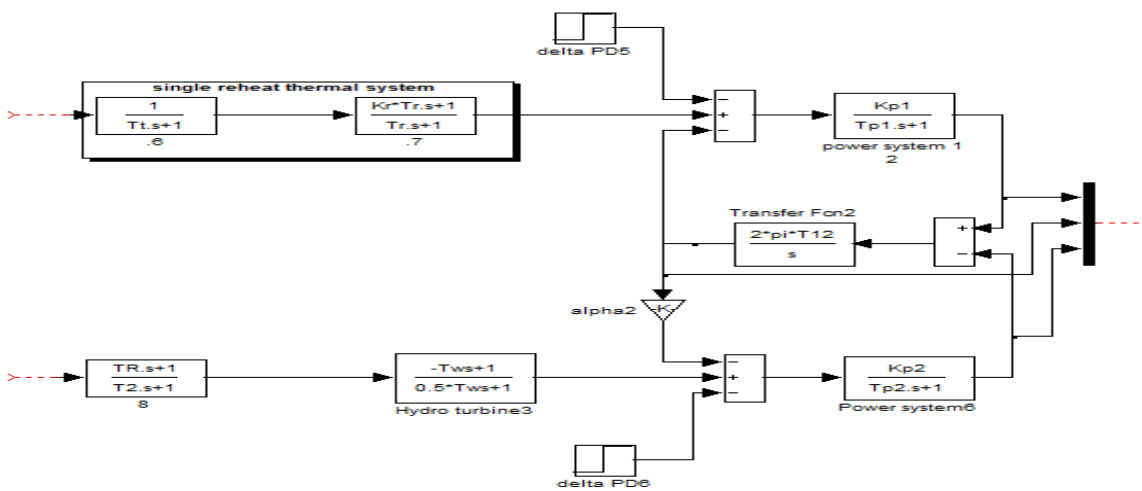 delta PD5
single reheat thermal system
1
Tt.s+1
.6
Kr*Tr.s+1
Tr.s+1
.7
−
+
−
Kp1
Tp1.s+1
power system 1
2
Transfer Fcn2
2*pi*T12
s
+
−
alpha2
-K-
TR.s+1
T2.s+1
8
-Tws+1
0.5*Tws+1
Hydro turbine3
−
+
−
Kp2
Tp2.s+1
Power system6
delta PD6